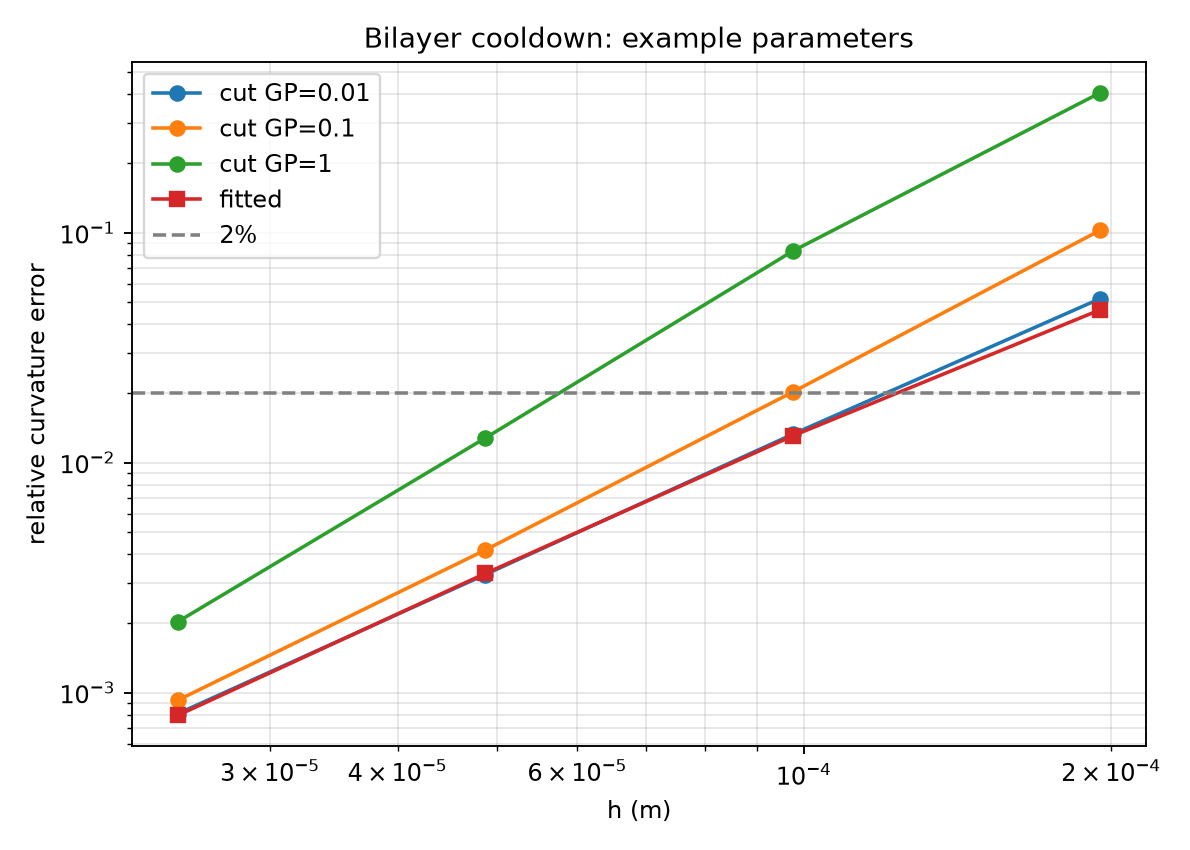 Bilayer cooldown: example parameters
cut GP=0.01
cut GP=0.1
cut GP=1
fitted
2%
relative curvature error
10⁻¹
10⁻²
10⁻³
3 × 10⁻⁵
4 × 10⁻⁵
6 × 10⁻⁵
10⁻⁴
2 × 10⁻⁴
h (m)